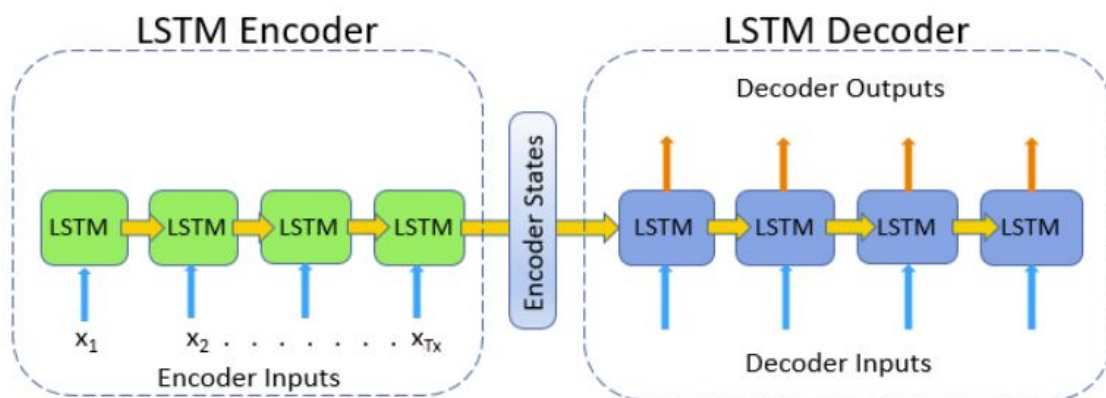 LSTM Encoder
LSTM Decoder
Decoder Outputs
LSTM LSTM LSTM LSTM
Encoder States
LSTM LSTM LSTM LSTM
x1 x2 . . . . . . . xTx
Encoder Inputs
Decoder Inputs